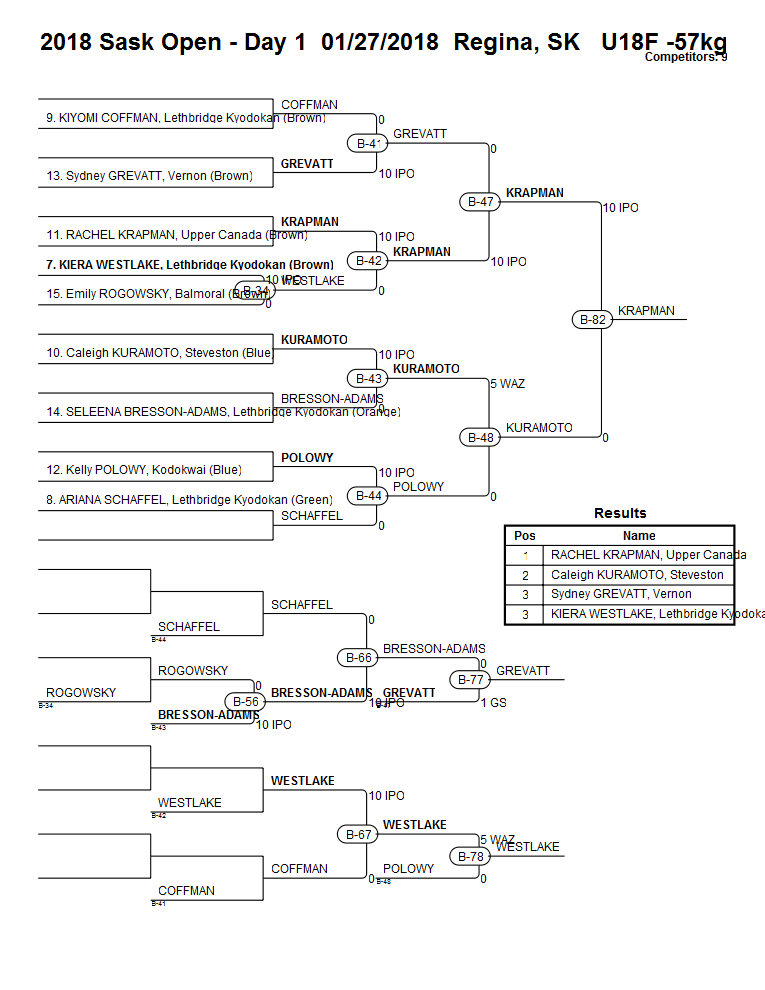 2018 Sask Open - Day 1  01/27/2018  Regina, SK   U18F -57kg
Competitors: 9
COFFMAN
9. KIYOMI COFFMAN, Lethbridge Kyodokan (Brown)
0
GREVATT
B-41
0
GREVATT
13. Sydney GREVATT, Vernon (Brown)
10 IPO
KRAPMAN
B-47
10 IPO
KRAPMAN
11. RACHEL KRAPMAN, Upper Canada (Brown)
10 IPO
KRAPMAN
B-42
10 IPO
7. KIERA WESTLAKE, Lethbridge Kyodokan (Brown)
10 IPO
WESTLAKE
B-34
15. Emily ROGOWSKY, Balmoral (Brown)
0
0
KRAPMAN
B-82
KURAMOTO
10. Caleigh KURAMOTO, Steveston (Blue)
10 IPO
KURAMOTO
B-43
5 WAZ
BRESSON-ADAMS
14. SELEENA BRESSON-ADAMS, Lethbridge Kyodokan (Orange)
0
KURAMOTO
B-48
0
POLOWY
12. Kelly POLOWY, Kodokwai (Blue)
10 IPO
POLOWY
B-44
0
8. ARIANA SCHAFFEL, Lethbridge Kyodokan (Green)
SCHAFFEL
0
Results
Pos Name
1 RACHEL KRAPMAN, Upper Canada
2 Caleigh KURAMOTO, Steveston
3 Sydney GREVATT, Vernon
3 KIERA WESTLAKE, Lethbridge Kyodoka
SCHAFFEL
0
SCHAFFEL
B-44
BRESSON-ADAMS
B-66
0
ROGOWSKY
0
GREVATT
B-77
ROGOWSKY
B-34
B-56
BRESSON-ADAMS
10 IPO
GREVATT
B-47
1 GS
BRESSON-ADAMS
B-43
10 IPO
WESTLAKE
10 IPO
WESTLAKE
B-42
WESTLAKE
B-67
5 WAZ
WESTLAKE
B-78
COFFMAN
0
POLOWY
B-48
0
COFFMAN
B-41